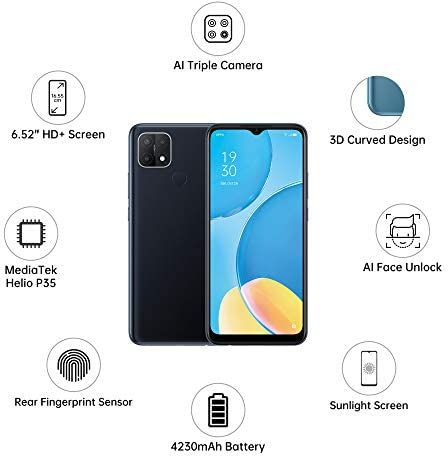 AI Triple Camera
16.55
cm
6.52" HD+ Screen
3D Curved Design
19
30
MediaTek
Helio P35
AI Face Unlock
Rear Fingerprint Sensor
Sunlight Screen
4230mAh Battery